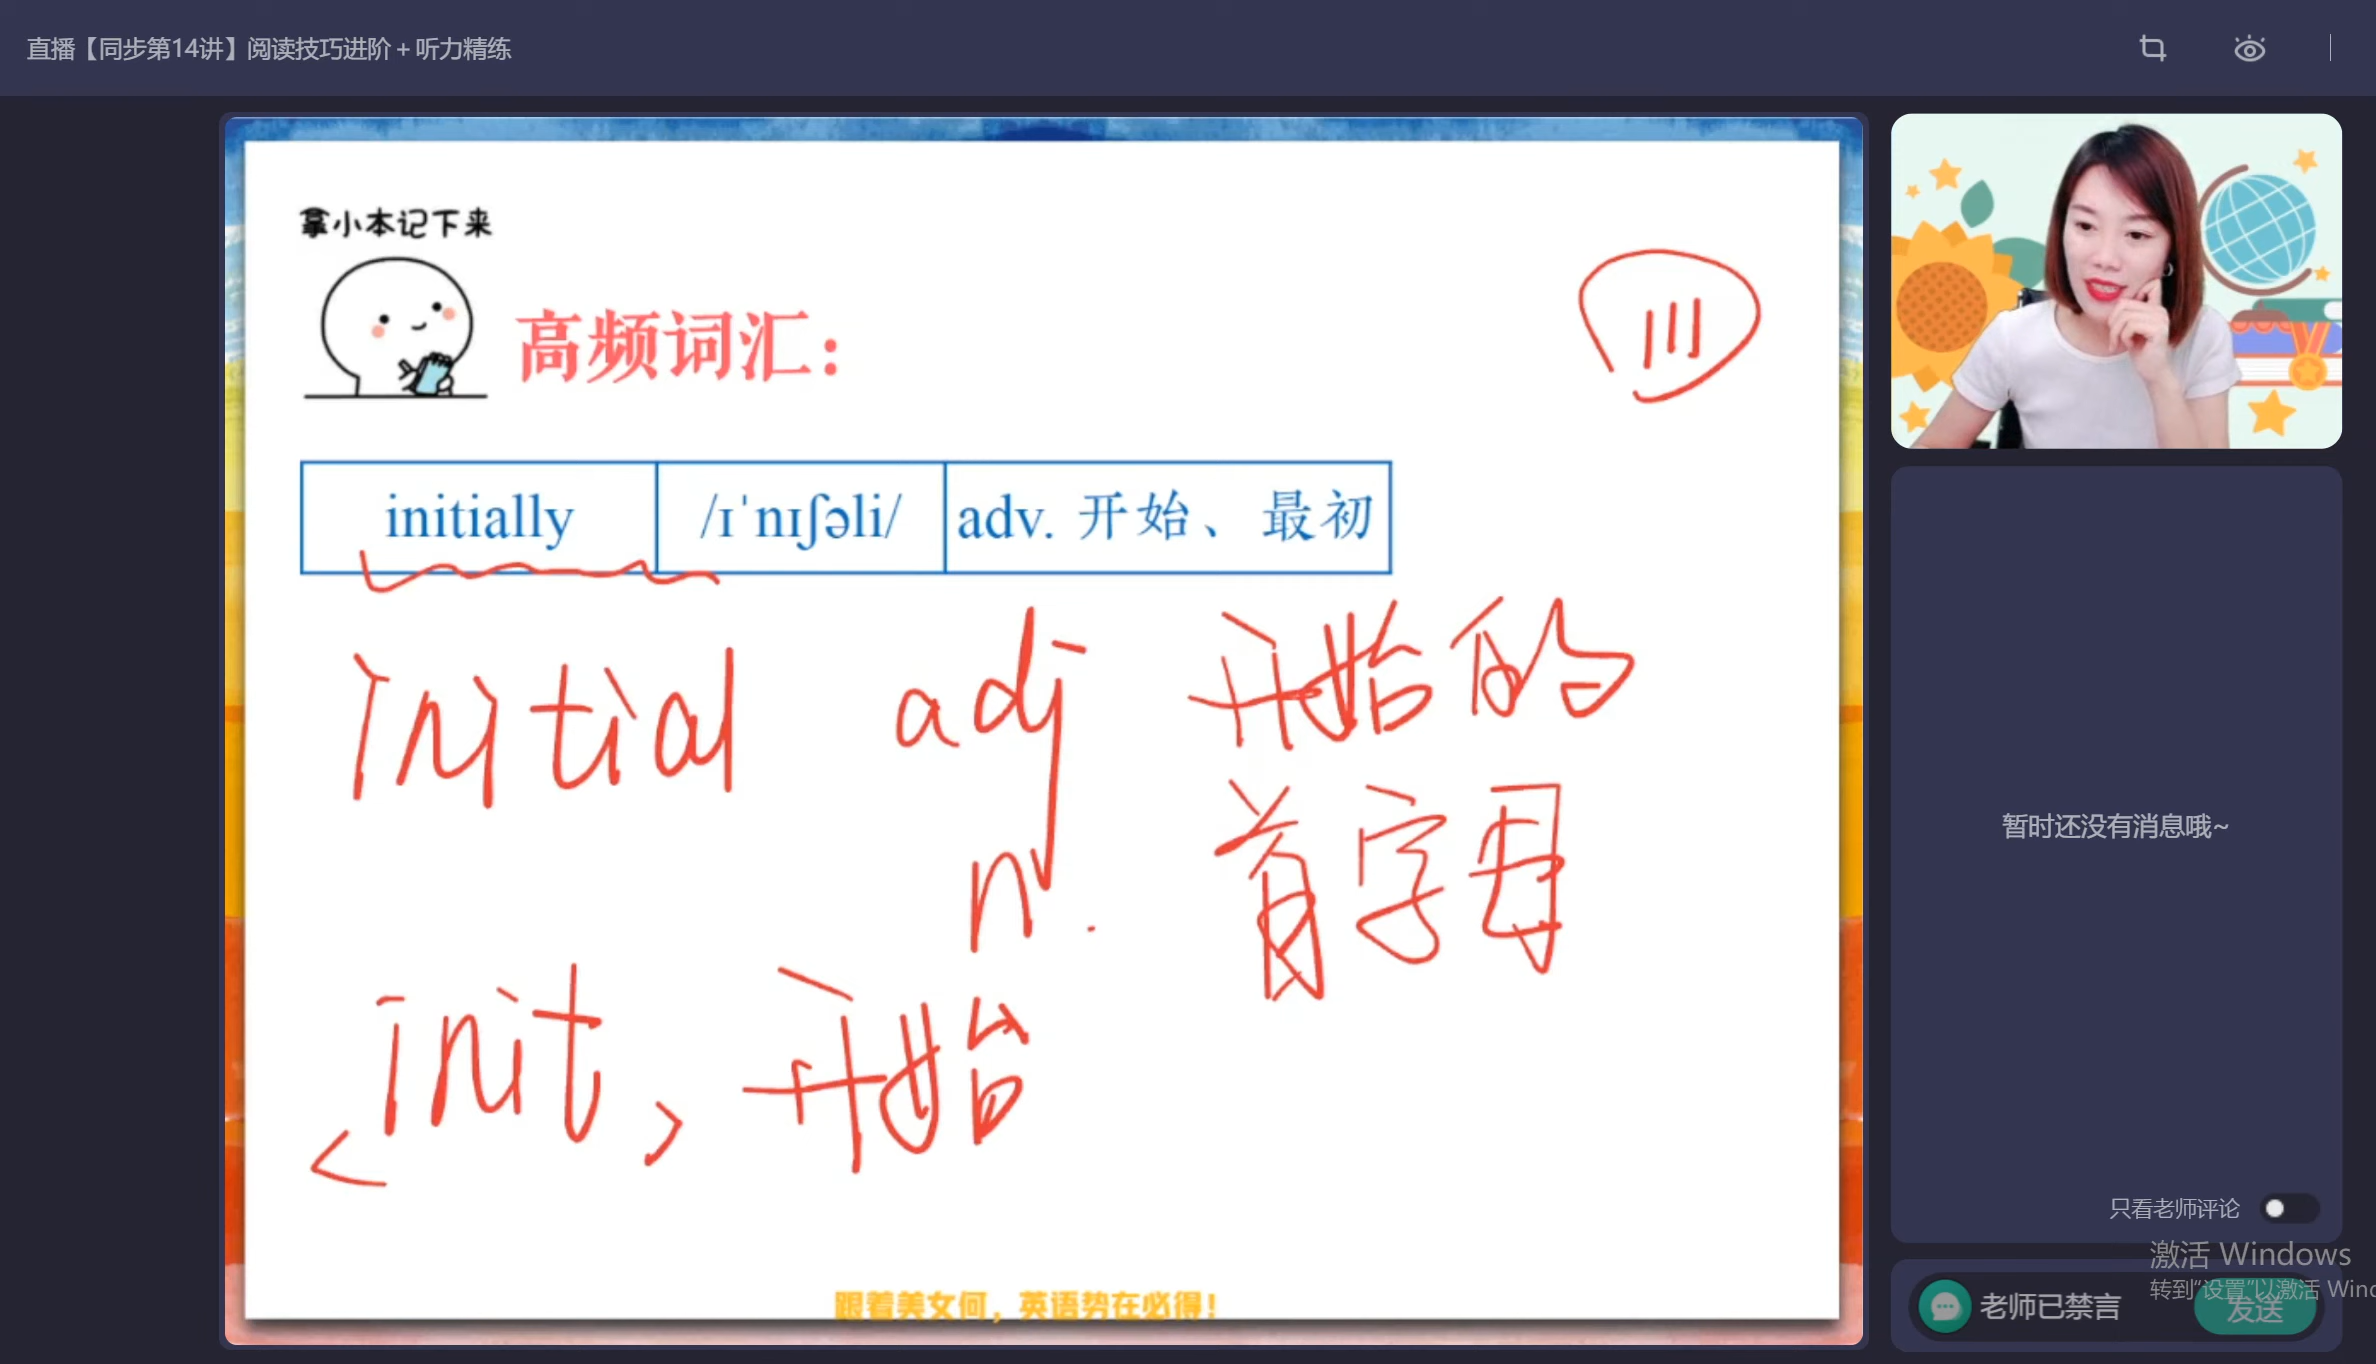 直播【同步第14讲】阅读技巧进阶+听力精练
拿小本记下来
高频词汇：
initially /ɪˈnɪʃəli/ adv. 开始、最初
initial adj 开始的
n. 首字母
<init> 开始
跟着美女何，英语势在必得！
暂时还没有消息哦~
只看老师评论
激活 Windows
转到“设置”以激活 Winc
老师已禁言 发送